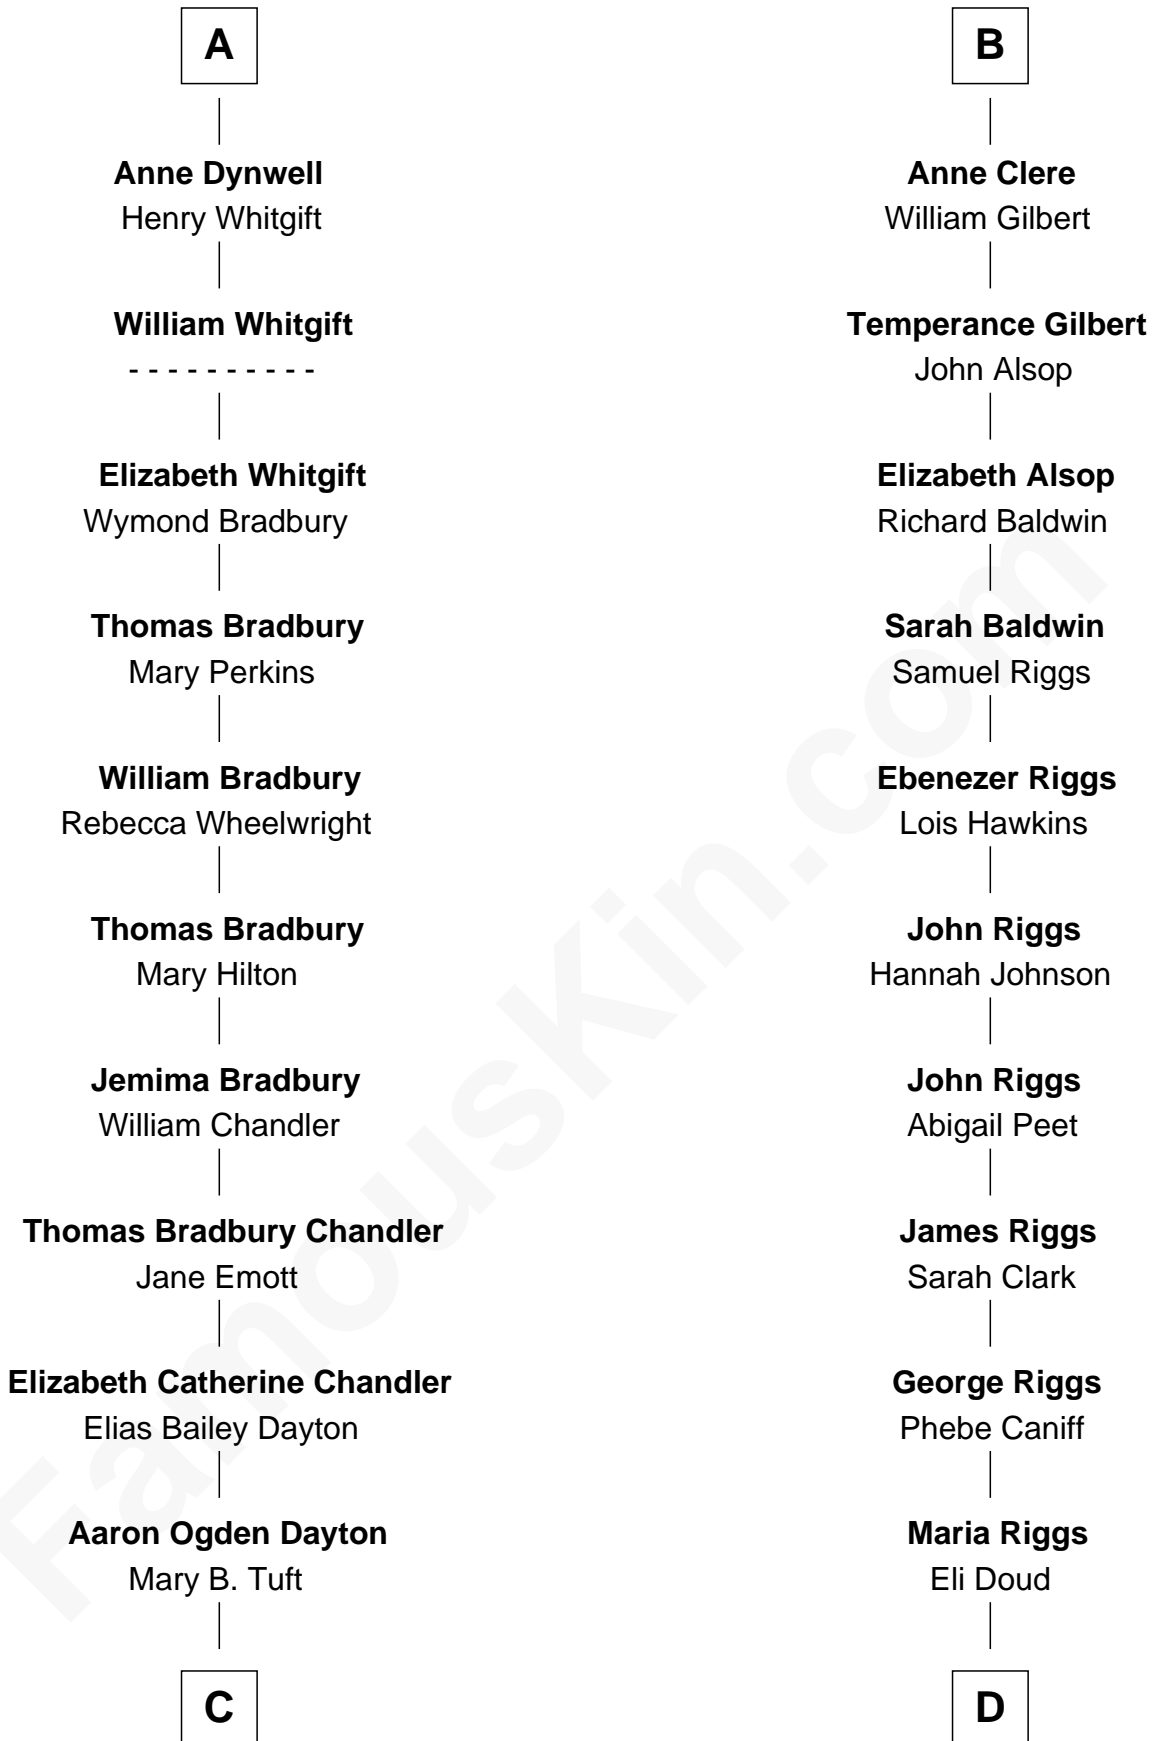 A
Anne Dynwell
Henry Whitgift
William Whitgift
- - - - - - - - - -
Elizabeth Whitgift
Wymond Bradbury
Thomas Bradbury
Mary Perkins
William Bradbury
Rebecca Wheelwright
Thomas Bradbury
Mary Hilton
Jemima Bradbury
William Chandler
Thomas Bradbury Chandler
Jane Emott
Elizabeth Catherine Chandler
Elias Bailey Dayton
Aaron Ogden Dayton
Mary B. Tuft
C
B
Anne Clere
William Gilbert
Temperance Gilbert
John Alsop
Elizabeth Alsop
Richard Baldwin
Sarah Baldwin
Samuel Riggs
Ebenezer Riggs
Lois Hawkins
John Riggs
Hannah Johnson
John Riggs
Abigail Peet
James Riggs
Sarah Clark
George Riggs
Phebe Caniff
Maria Riggs
Eli Doud
D
FamousKin.com